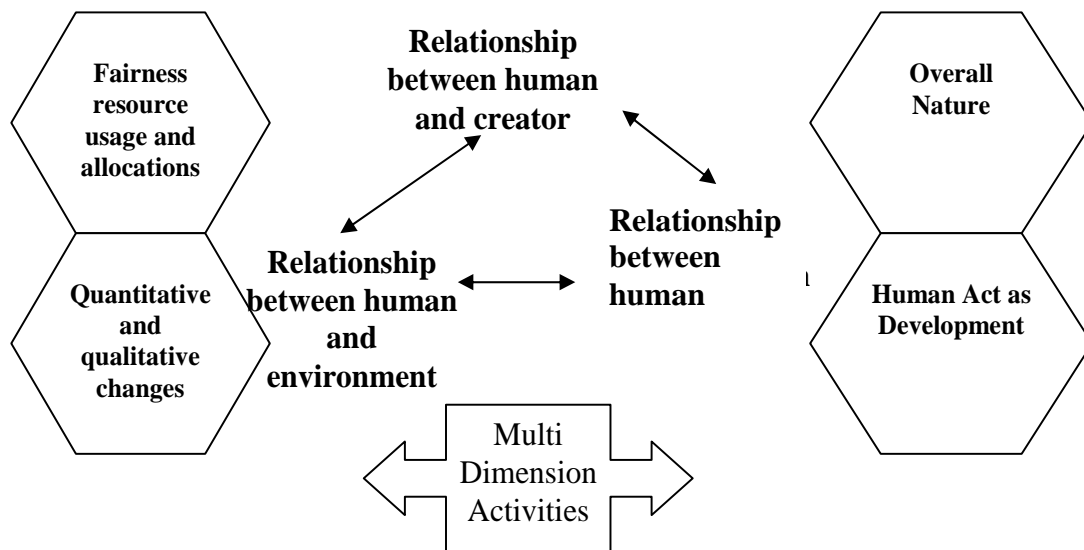 Fairness
resource
usage and
allocations
Quantitative
and
qualitative
changes
Relationship
between human
and creator
Relationship
between human
and
environment
Relationship
between
human
Multi
Dimension
Activities
Overall
Nature
Human Act as
Development